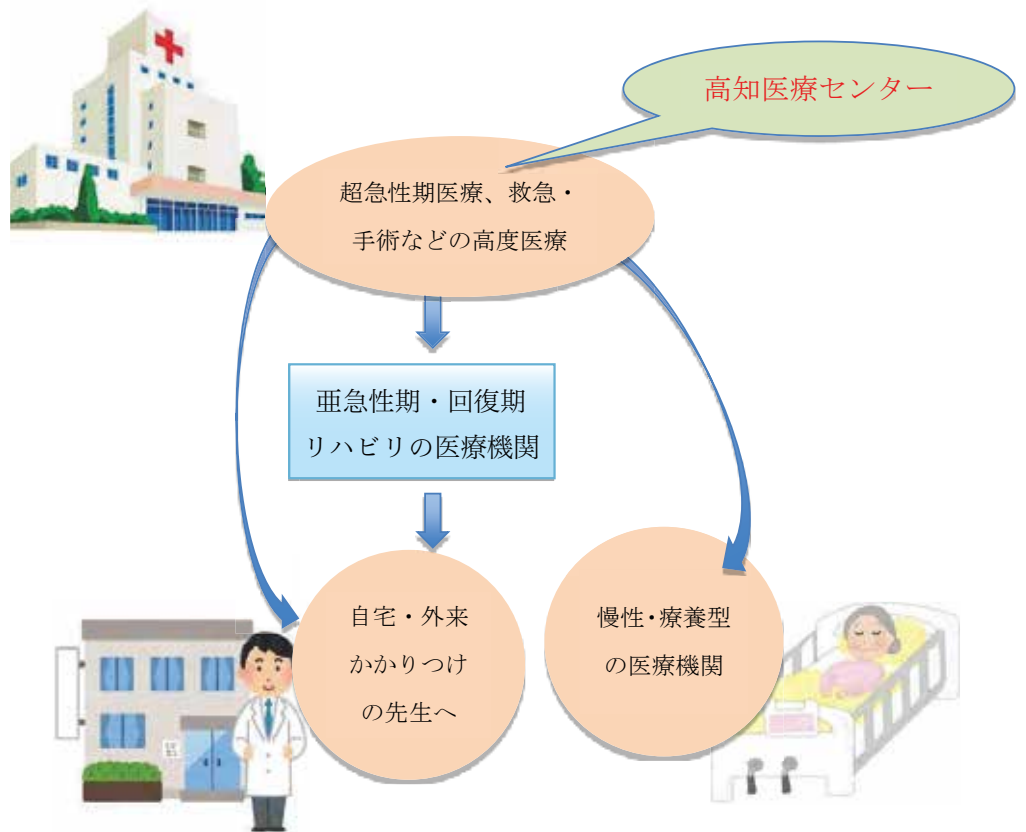 高知医療センター
超急性期医療、救急・
手術などの高度医療
亜急性期・回復期
リハビリの医療機関
自宅・外来
かかりつけ
の先生へ
慢性・療養型
の医療機関